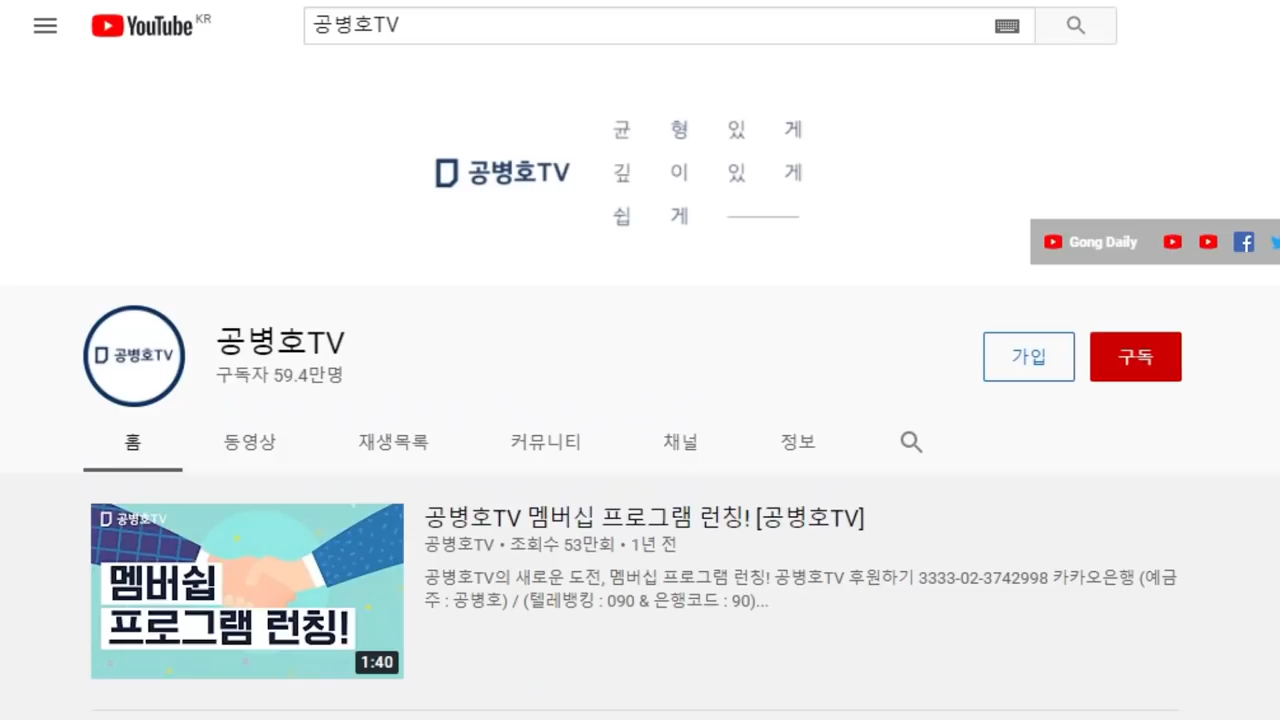 YouTube KR
공병호TV
균 형 있 게
공병호TV 깊 이 있 게
쉽 게
Gong Daily
공병호TV
공병호TV
구독자 59.4만명
가입
구독
홈 동영상 재생목록 커뮤니티 채널 정보
공병호TV
멤버쉽
프로그램 런칭!
1:40
공병호TV 멤버십 프로그램 런칭! [공병호TV]
공병호TV • 조회수 53만회 • 1년 전
공병호TV의 새로운 도전, 멤버십 프로그램 런칭! 공병호TV 후원하기 3333-02-3742998 카카오은행 (예금
주 : 공병호) / (텔레뱅킹 : 090 & 은행코드 : 90)...